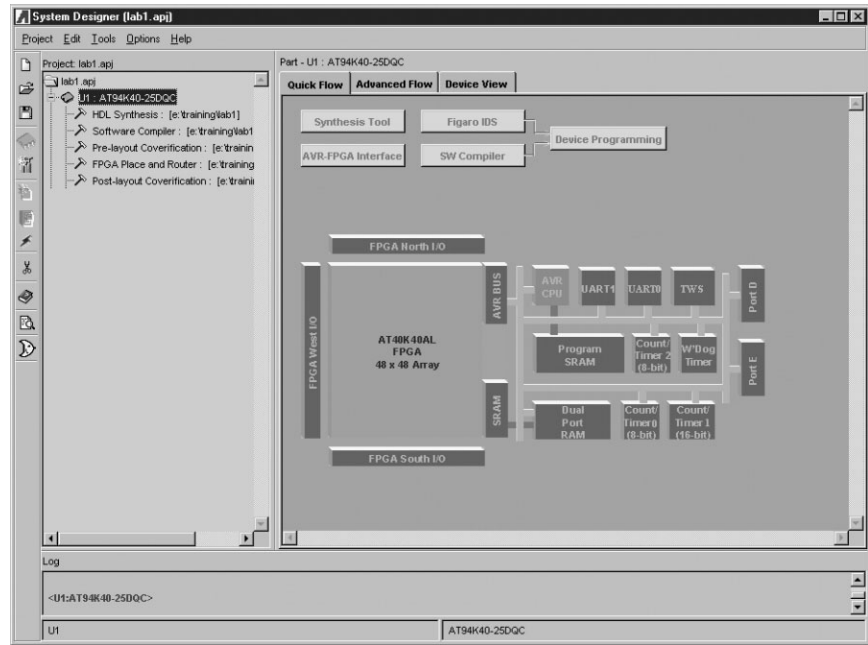 System Designer (lab1.apj)
Project Edit Tools Options Help
Project: lab1.apj
lab1.apj
U1 : AT94K40-25DQC
HDL Synthesis : [e:\training\lab1]
Software Compiler : [e:\training\lab1
Pre-layout Coverification : [e:\trainin
FPGA Place and Router : [e:\training
Post-layout Coverification : [e:\traini
Part - U1 : AT94K40-25DQC
Quick Flow Advanced Flow Device View
Synthesis Tool
Figaro IDS
Device Programming
AVR-FPGA Interface
SW Compiler
FPGA North I/O
FPGA West I/O
AT40K40AL
FPGA
48 x 48 Array
FPGA South I/O
AVR BUS
SRAM
AVR
CPU
UART1
UART0
TWS
Port D
Program
SRAM
Count/
Timer 2
(8-bit)
W'Dog
Timer
Port E
Dual
Port
RAM
Count/
Timer0
(8-bit)
Count/
Timer 1
(16-bit)
Log
<U1:AT94K40-25DQC>
U1
AT94K40-25DQC